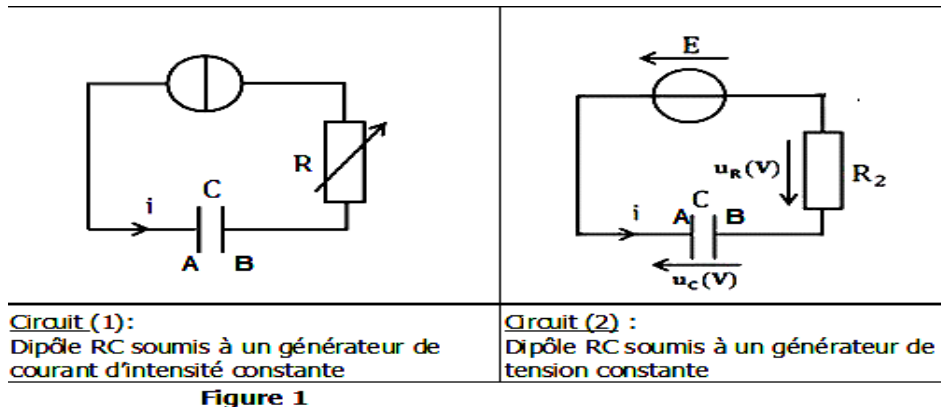 R
C
i
A B
E
u_R(V)
R₂
C
i
A B
u_C(V)
Circuit (1):
Dipôle RC soumis à un générateur de
courant d'intensité constante
Circuit (2) :
Dipôle RC soumis à un générateur de
tension constante
Figure 1